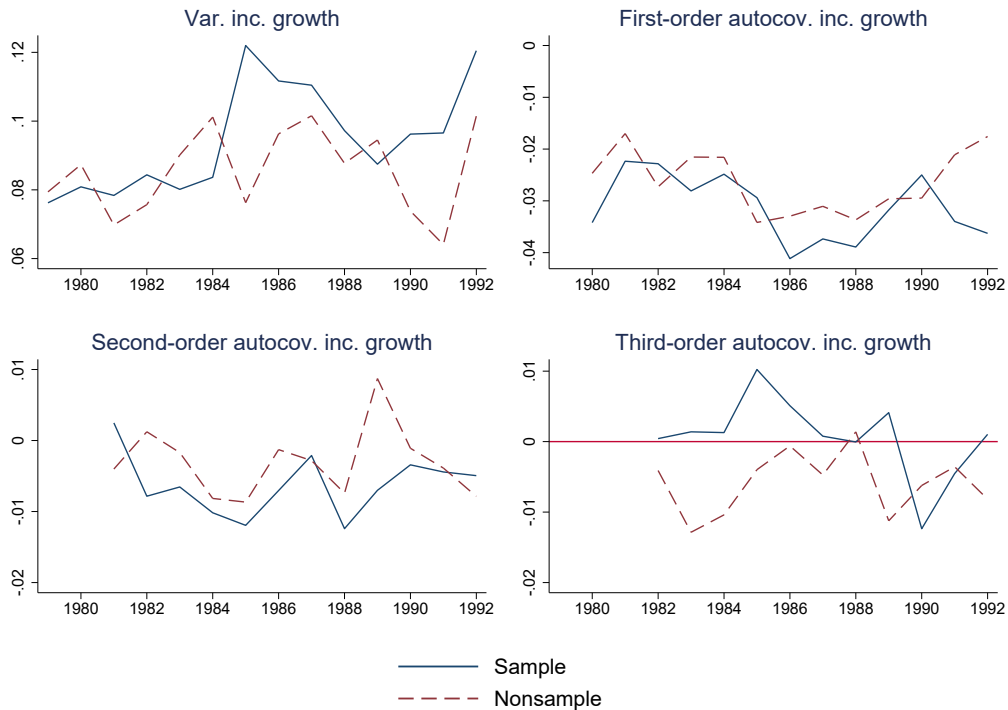 Var. inc. growth
.12
.1
.08
.06
1980 1982 1984 1986 1988 1990 1992
First-order autocov. inc. growth
0
-.01
-.02
-.03
-.04
1980 1982 1984 1986 1988 1990 1992
Second-order autocov. inc. growth
.01
0
-.01
-.02
1980 1982 1984 1986 1988 1990 1992
Third-order autocov. inc. growth
.01
0
-.01
-.02
1980 1982 1984 1986 1988 1990 1992
Sample
Nonsample